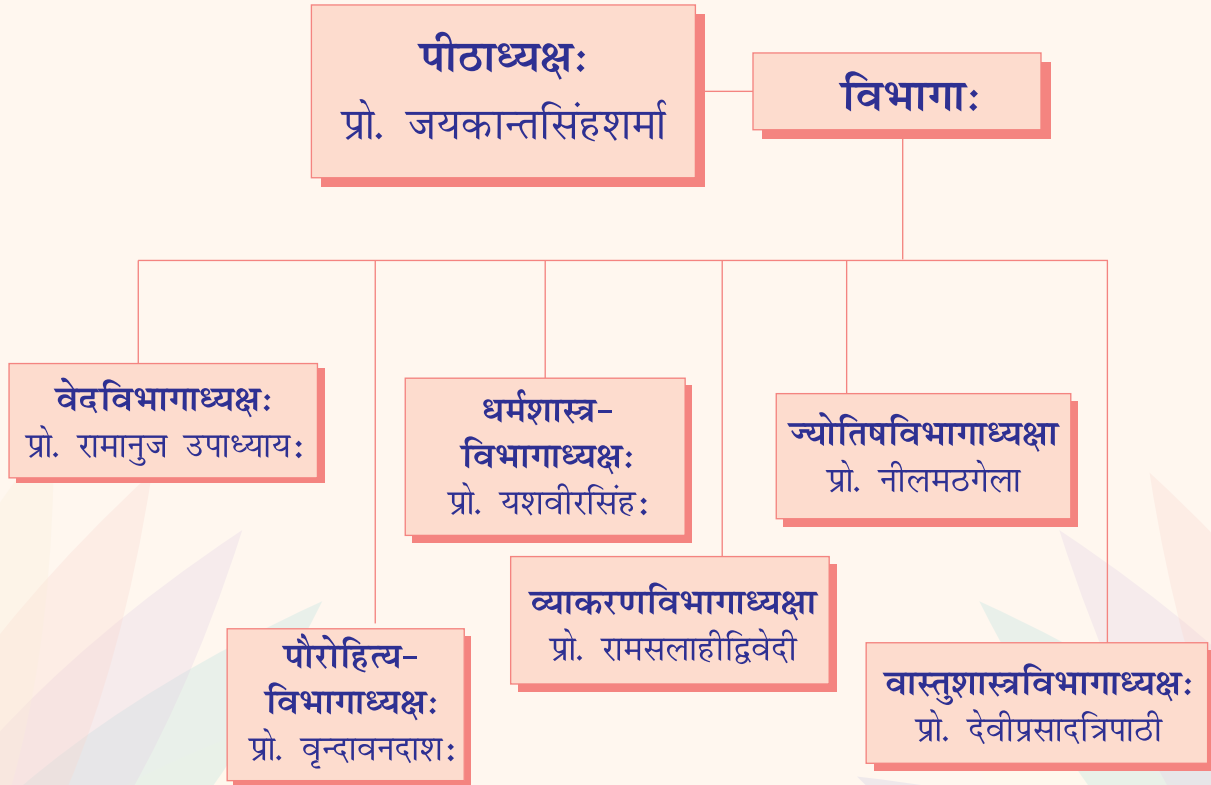 पीठाध्यक्षः
प्रो. जयकान्तसिंहशर्मा
विभागाः
वेदविभागाध्यक्षः
प्रो. रामानुज उपाध्यायः
धर्मशास्त्र-
विभागाध्यक्षः
प्रो. यशवीरसिंहः
ज्योतिषविभागाध्यक्षा
प्रो. नीलमठगेला
व्याकरणविभागाध्यक्षा
प्रो. रामसलाहीद्विवेदी
पौरोहित्य-
विभागाध्यक्षः
प्रो. वृन्दावनदाशः
वास्तुशास्त्रविभागाध्यक्षः
प्रो. देवीप्रसादत्रिपाठी